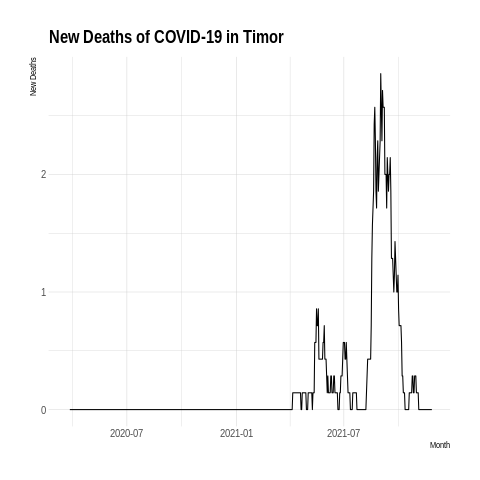 New Deaths of COVID-19 in Timor
New Deaths
2
1
0
2020-07
2021-01
2021-07
Month